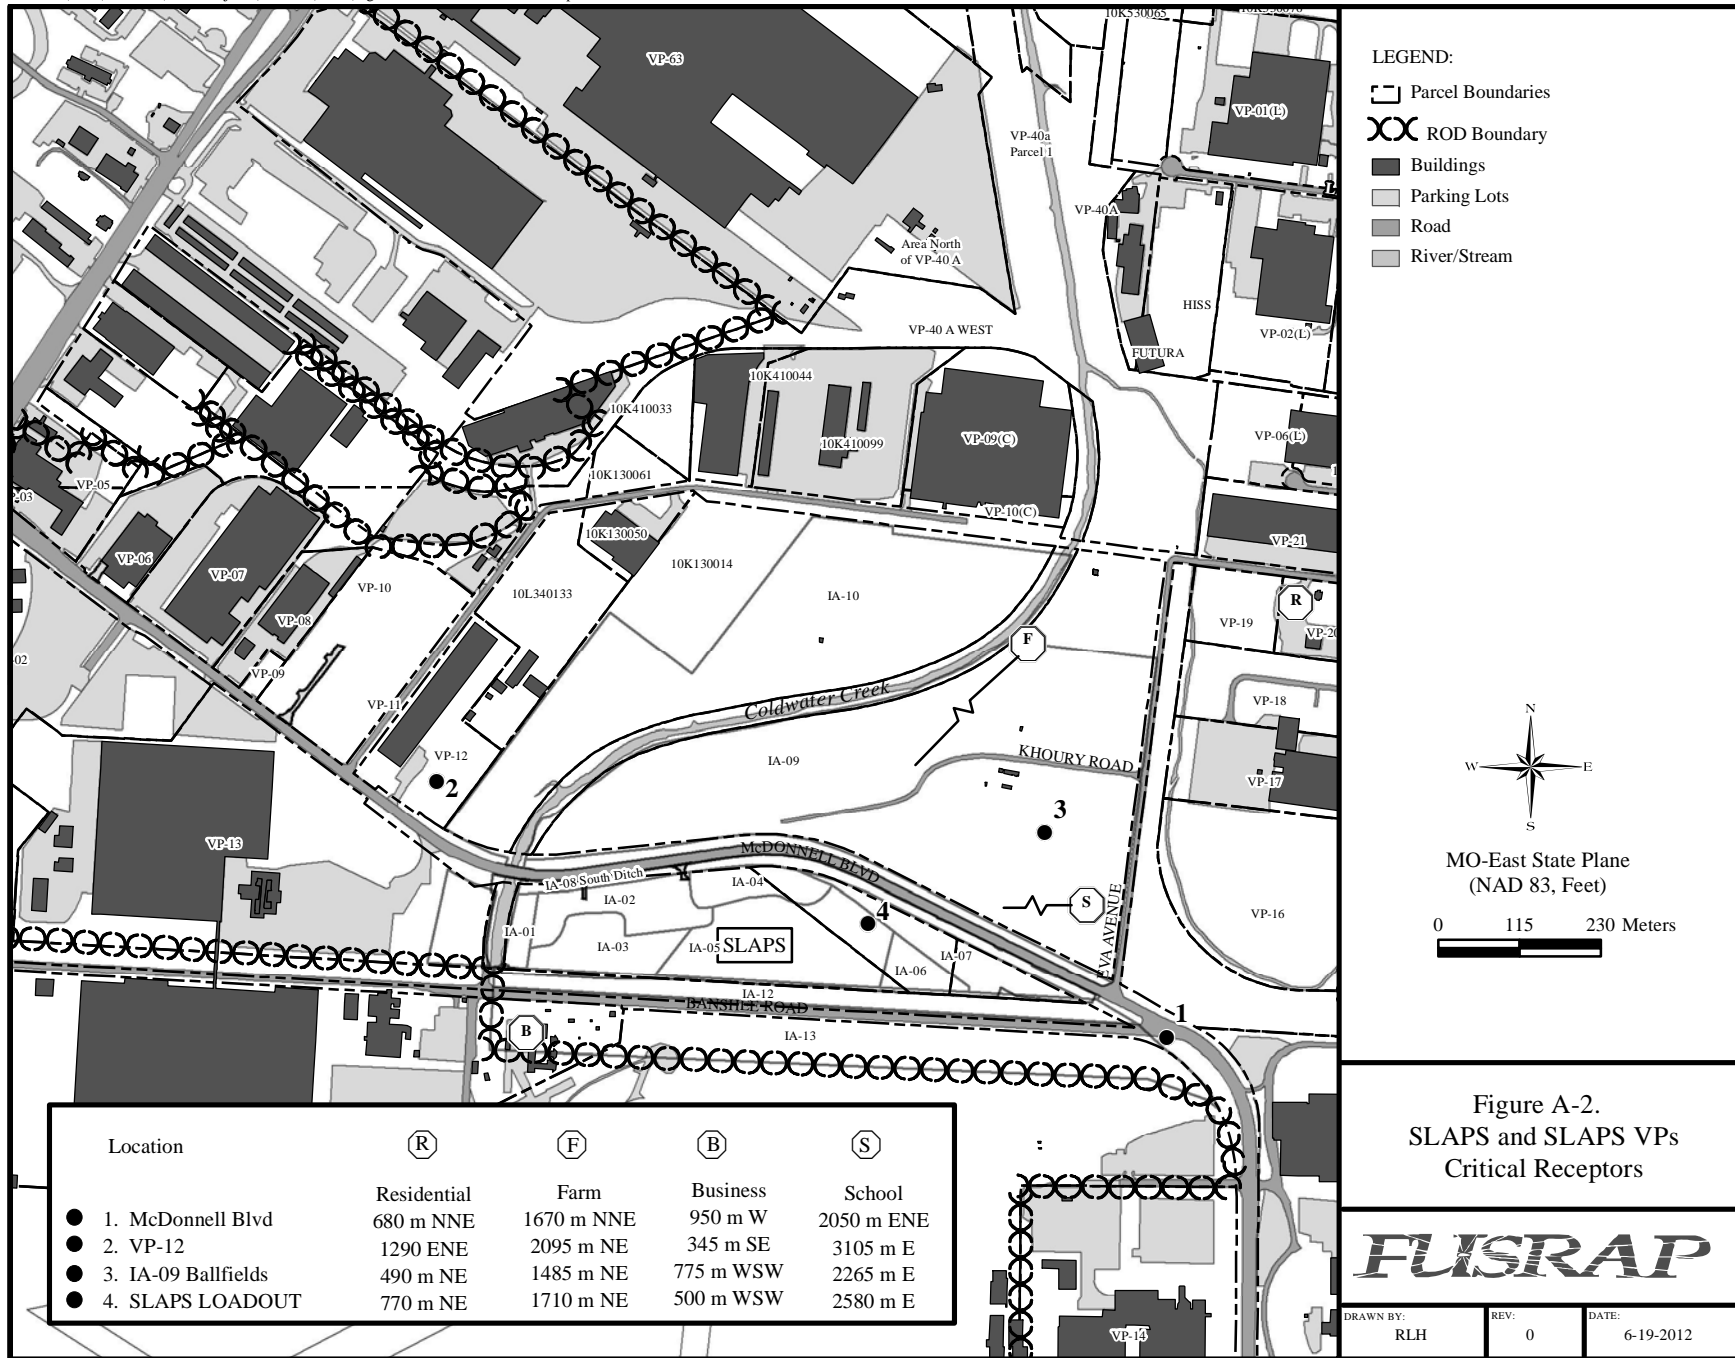 10K530065
VP-63
VP-01(L)
VP-40a
Parcel 1
L
VP-40A
Area North
of VP-40 A
HISS
VP-40 A WEST
VP-02(L)
FUTURA
10K410044
10K410033
10K410099
VP-09(C)
VP-06(L)
10K130061
VP-05
-03
VP-10(C)
10K130050
VP-21
VP-06
VP-07
10K130014
VP-10
10L340133
IA-10
R
VP-08
VP-19
VP-20
F
-02
VP-09
Coldwater Creek
VP-11
VP-18
VP-12
IA-09
KHOURY ROAD
VP-17
2
3
VP-13
McDONNELL BLVD
IA-08 South Ditch
IA-04
IA-02
S
4
VP-16
IA-01
IA-03
IA-05
SLAPS
IA-07
IA-06
EVA AVENUE
IA-12
BANSHEE ROAD
1
B
IA-13
VP-14
LEGEND:
Parcel Boundaries
ROD Boundary
Buildings
Parking Lots
Road
River/Stream
N
W E
S
MO-East State Plane
(NAD 83, Feet)
0 115 230 Meters
Location R F B S
Residential Farm Business School
1. McDonnell Blvd 680 m NNE 1670 m NNE 950 m W 2050 m ENE
2. VP-12 1290 ENE 2095 m NE 345 m SE 3105 m E
3. IA-09 Ballfields 490 m NE 1485 m NE 775 m WSW 2265 m E
4. SLAPS LOADOUT 770 m NE 1710 m NE 500 m WSW 2580 m E
Figure A-2.
SLAPS and SLAPS VPs
Critical Receptors
FUSRAP
DRAWN BY: REV: DATE:
RLH 0 6-19-2012